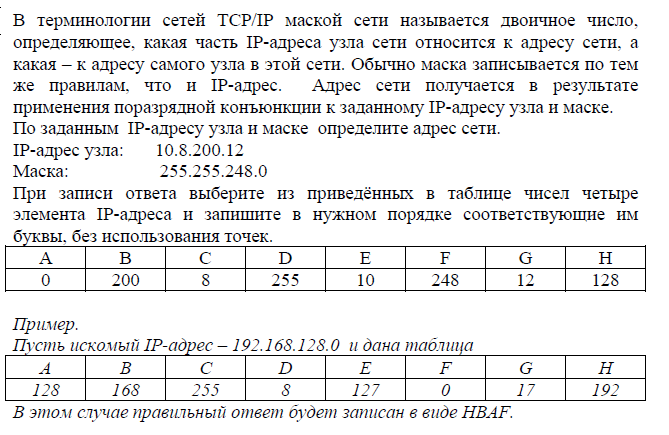 В терминологии сетей TCP/IP маской сети называется двоичное число,
определяющее, какая часть IP-адреса узла сети относится к адресу сети, а
какая – к адресу самого узла в этой сети. Обычно маска записывается по тем
же правилам, что и IP-адрес. Адрес сети получается в результате
применения поразрядной конъюнкции к заданному IP-адресу узла и маске.
По заданным IP-адресу узла и маске определите адрес сети.
IP-адрес узла: 10.8.200.12
Маска: 255.255.248.0
При записи ответа выберите из приведённых в таблице чисел четыре
элемента IP-адреса и запишите в нужном порядке соответствующие им
буквы, без использования точек.
A B C D E F G H
0 200 8 255 10 248 12 128
Пример.
Пусть искомый IP-адрес – 192.168.128.0 и дана таблица
A B C D E F G H
128 168 255 8 127 0 17 192
В этом случае правильный ответ будет записан в виде HBAF.